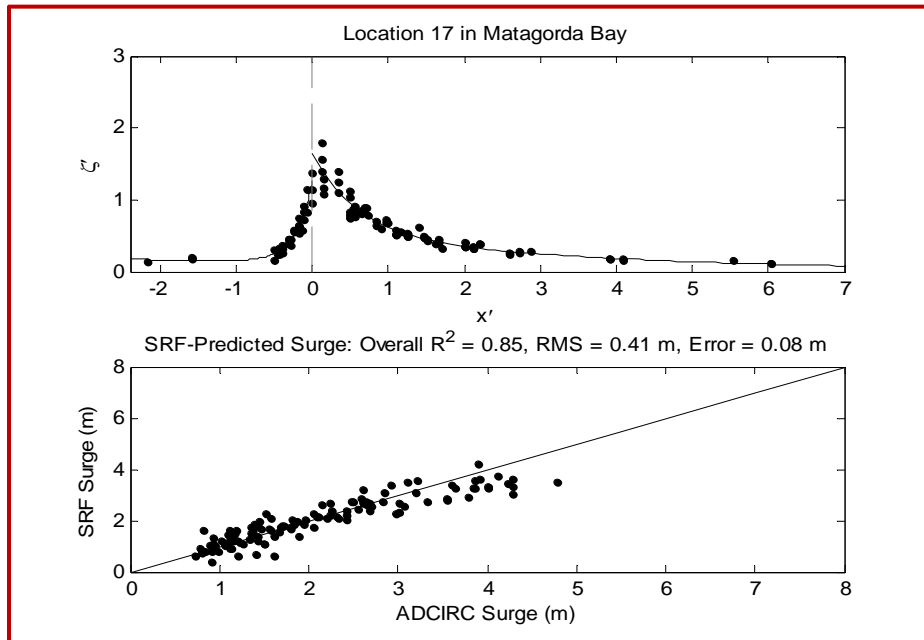 Location 17 in Matagorda Bay
3
2
1
0
ζ′
-2 -1 0 1 2 3 4 5 6 7
x′
SRF-Predicted Surge: Overall R² = 0.85, RMS = 0.41 m, Error = 0.08 m
8
6
4
2
0
SRF Surge (m)
0 1 2 3 4 5 6 7 8
ADCIRC Surge (m)